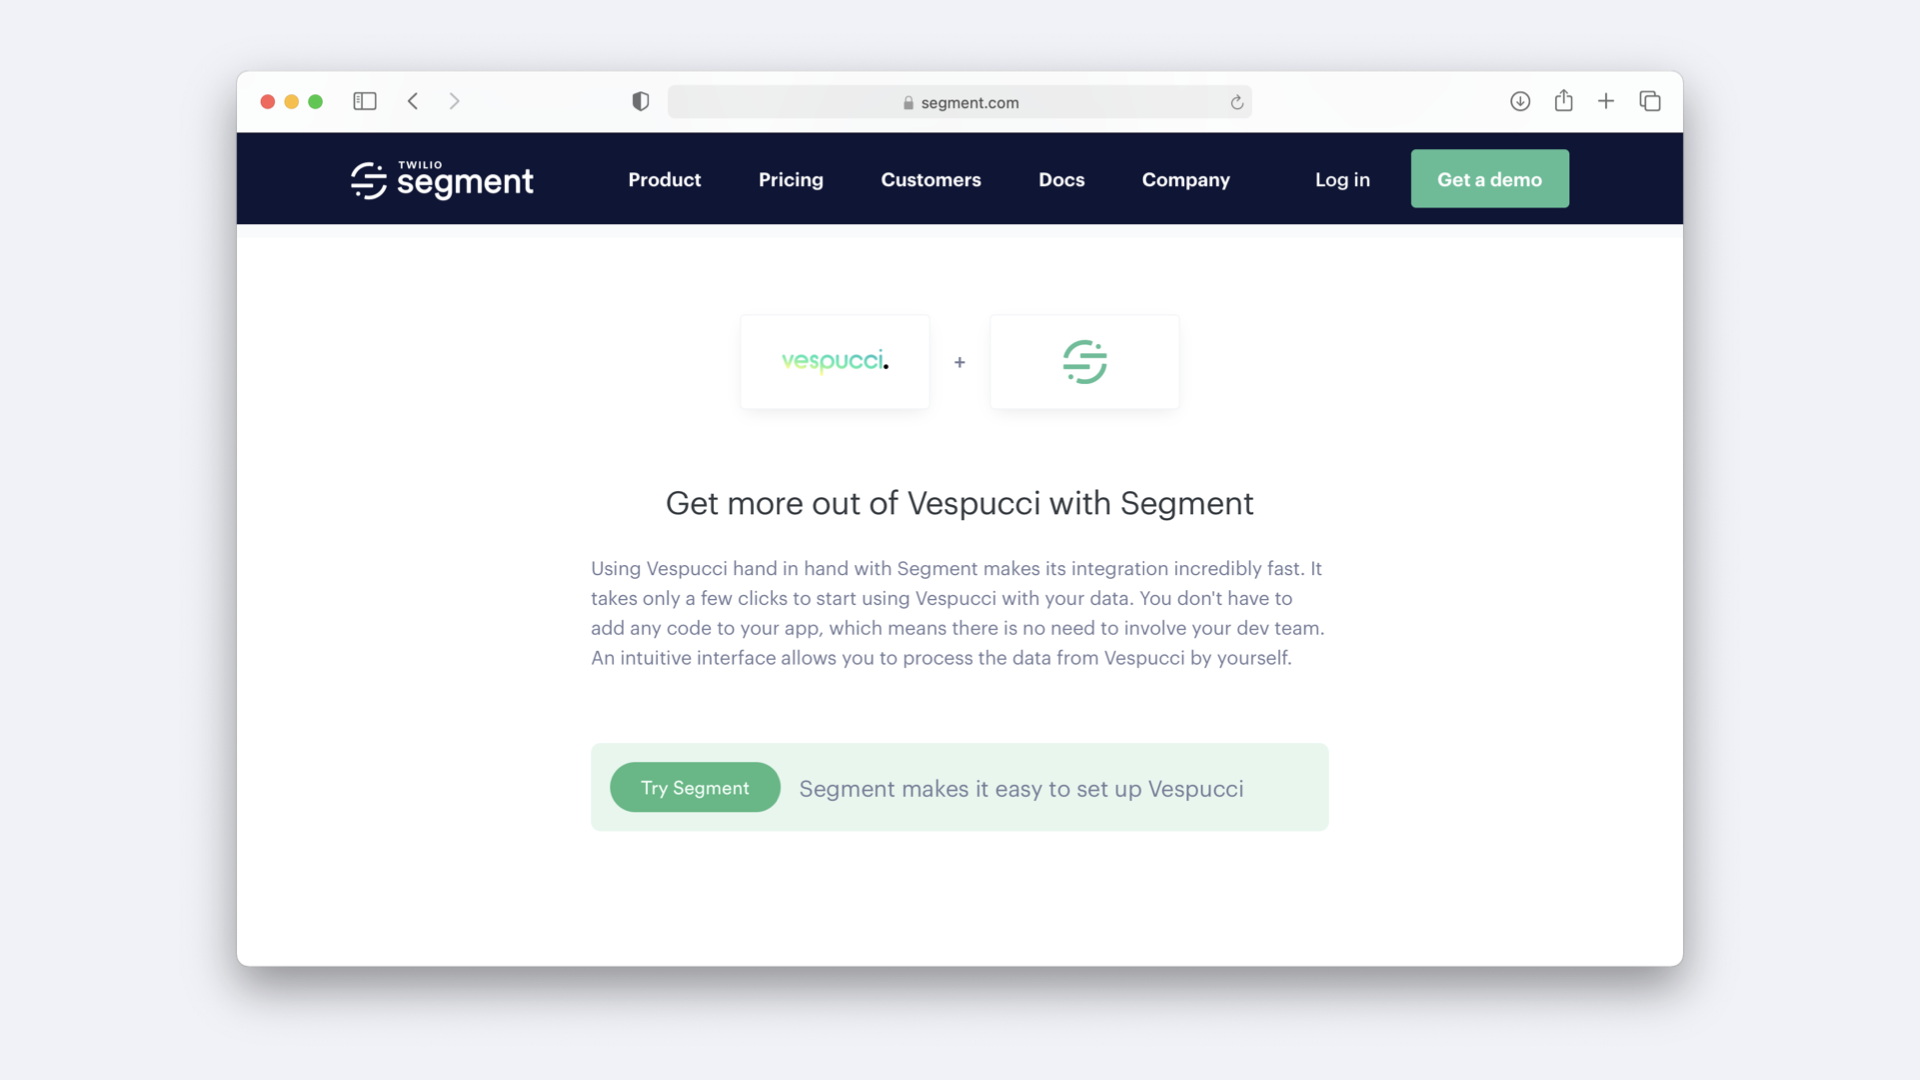 segment.com
TWILIO
segment
Product
Pricing
Customers
Docs
Company
Log in
Get a demo
vespucci.
+
Get more out of Vespucci with Segment
Using Vespucci hand in hand with Segment makes its integration incredibly fast. It
takes only a few clicks to start using Vespucci with your data. You don't have to
add any code to your app, which means there is no need to involve your dev team.
An intuitive interface allows you to process the data from Vespucci by yourself.
Try Segment
Segment makes it easy to set up Vespucci